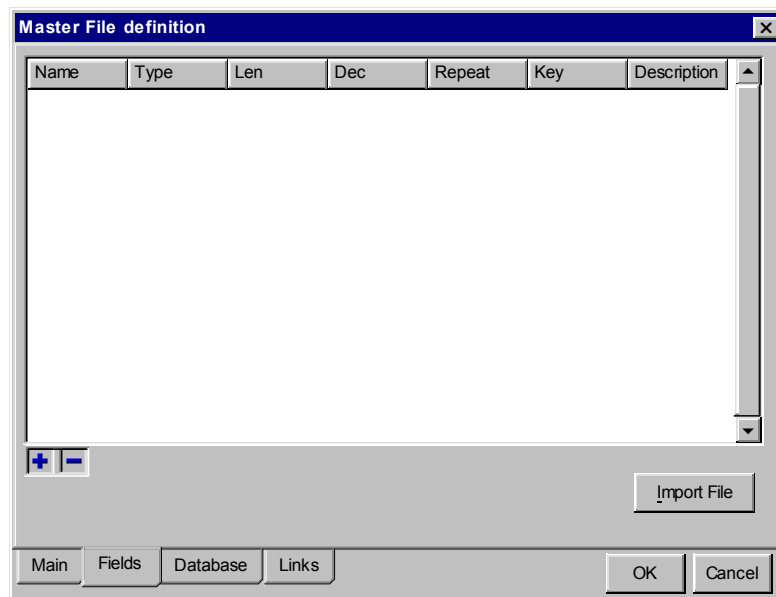 Master File definition
Name Type Len Dec Repeat Key Description
Import File
Main Fields Database Links OK Cancel